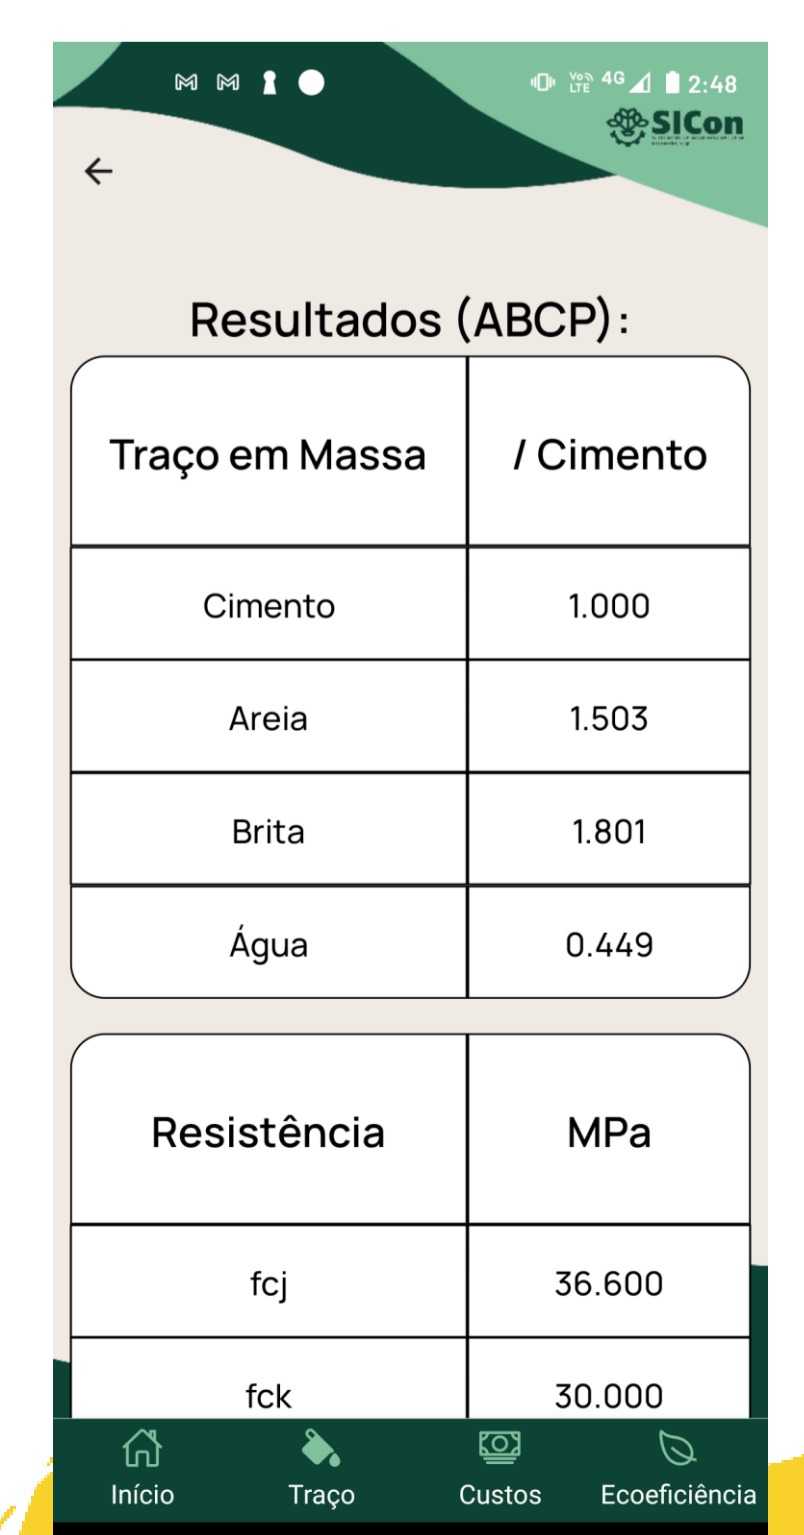 VoLTE 4G 2:48
SICon
Resultados (ABCP):
Traço em Massa / Cimento
Cimento 1.000
Areia 1.503
Brita 1.801
Água 0.449
Resistência MPa
fcj 36.600
fck 30.000
Início Traço Custos Ecoeficiência